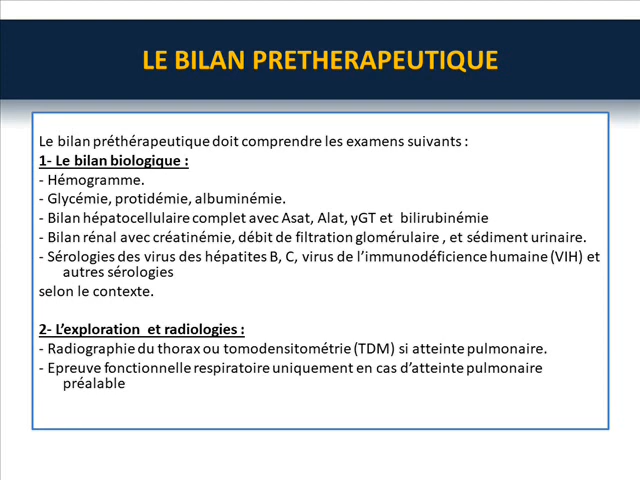 LE BILAN PRETHERAPEUTIQUE
Le bilan préthérapeutique doit comprendre les examens suivants :
1- Le bilan biologique :
- Hémogramme.
- Glycémie, protidémie, albuminémie.
- Bilan hépatocellulaire complet avec Asat, Alat, γGT et bilirubinémie
- Bilan rénal avec créatinémie, débit de filtration glomérulaire , et sédiment urinaire.
- Sérologies des virus des hépatites B, C, virus de l’immunodéficience humaine (VIH) et
autres sérologies
selon le contexte.
2- L’exploration et radiologies :
- Radiographie du thorax ou tomodensitométrie (TDM) si atteinte pulmonaire.
- Epreuve fonctionnelle respiratoire uniquement en cas d’atteinte pulmonaire
préalable